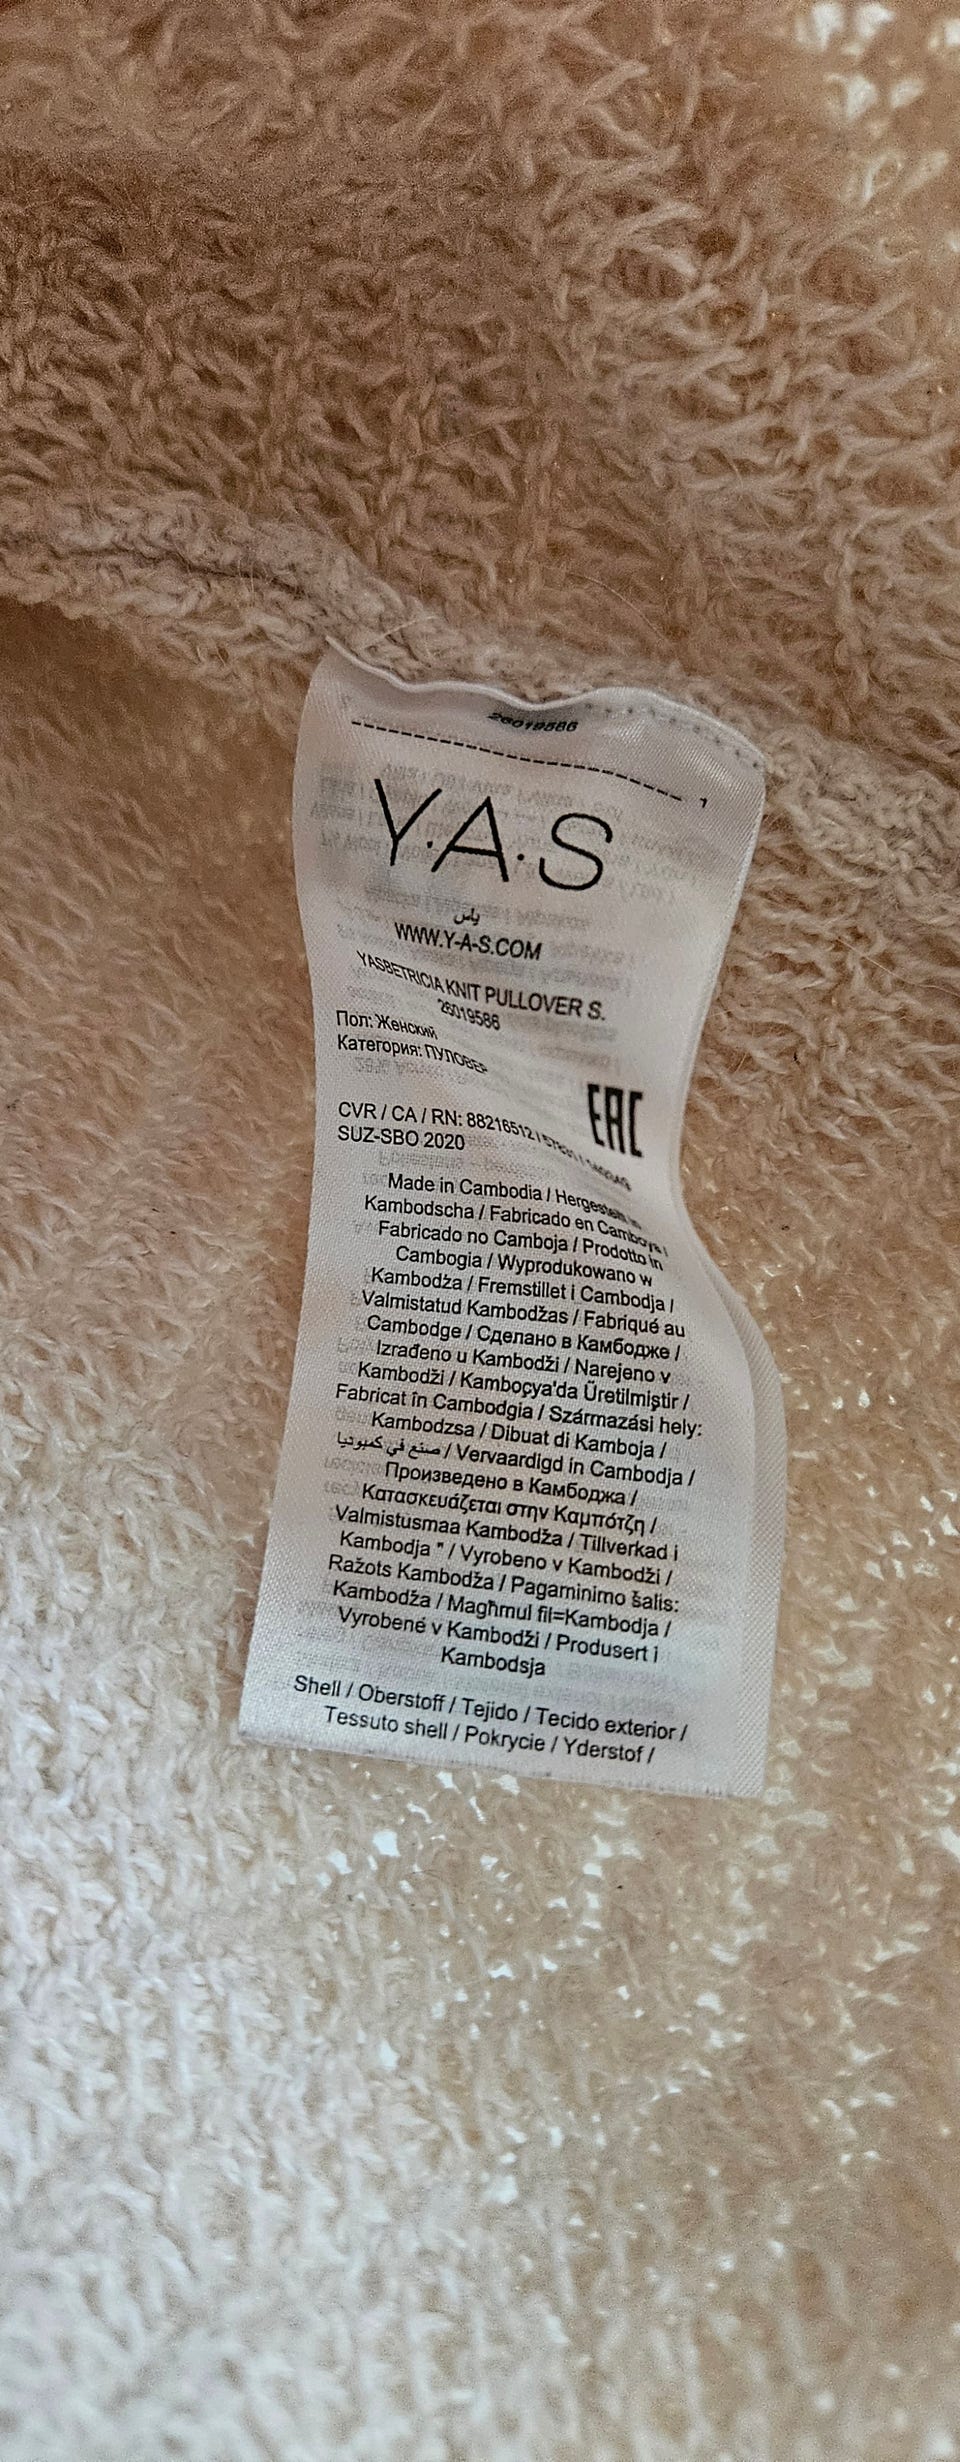 26019586
1
Y.A.S
ياس
WWW.Y-A-S.COM
YASBETRICIA KNIT PULLOVER S.
26019586
Пол: Женский
Категория: ПУЛОВЕР
EAC
CVR / CA / RN: 88216512 /
SUZ-SBO 2020
Made in Cambodia / Hergestellt in
Kambodscha / Fabricado en Camboya /
Fabricado no Camboja / Prodotto in
Cambogia / Wyprodukowano w
Kambodża / Fremstillet i Cambodja /
Valmistatud Kambodžas / Fabriqué au
Cambodge / Сделано в Камбодже /
Izrađeno u Kambodži / Narejeno v
Kambodži / Kamboçya'da Üretilmiştir /
Fabricat în Cambodgia / Származási hely:
Kambodzsa / Dibuat di Kamboja /
صنع في كمبوديا / Vervaardigd in Cambodja /
Произведено в Камбоджа /
Κατασκευάζεται στην Καμπότζη /
Valmistusmaa Kambodža / Tillverkad i
Kambodja " / Vyrobeno v Kambodži /
Ražots Kambodža / Pagaminimo šalis:
Kambodža / Magħmul fil=Kambodja /
Vyrobené v Kambodži / Produsert i
Kambodsja
Shell / Oberstoff / Tejido / Tecido exterior /
Tessuto shell / Pokrycie / Yderstof /